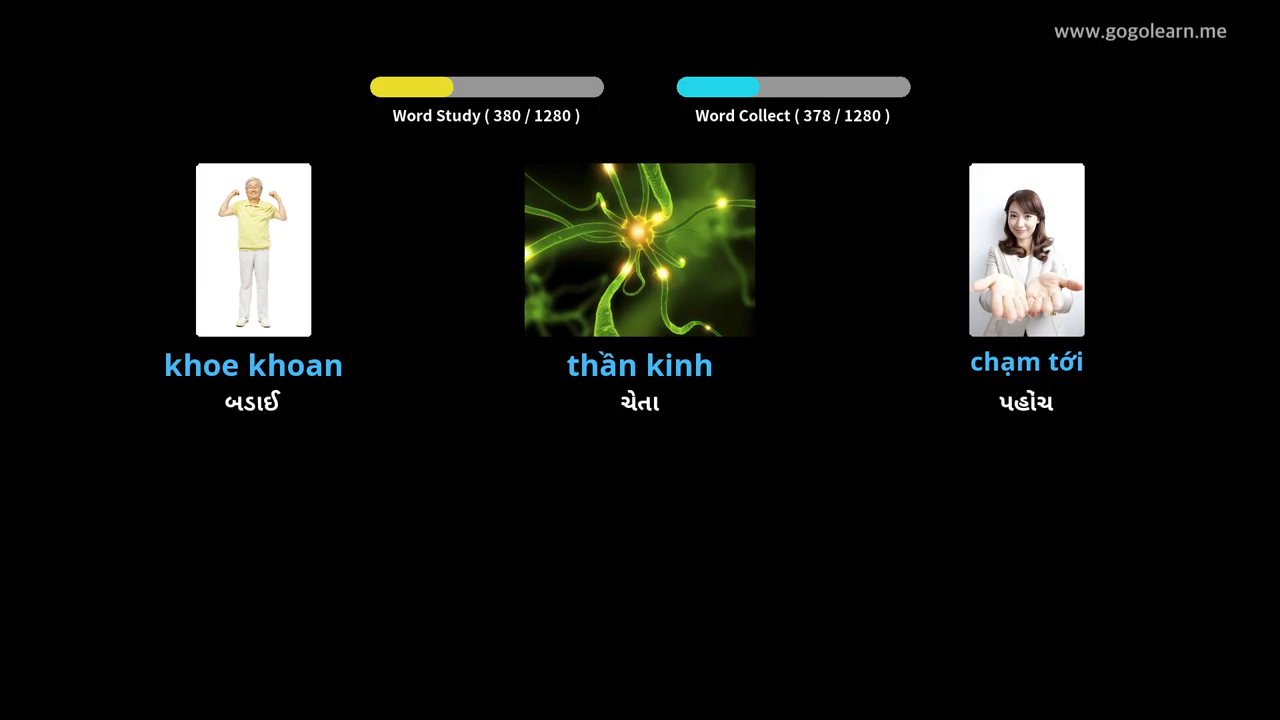 www.gogolearn.me
Word Study ( 380 / 1280 )
Word Collect ( 378 / 1280 )
khoe khoan
thần kinh
chạm tới
બડાઈ
ચેતા
પહોંચ